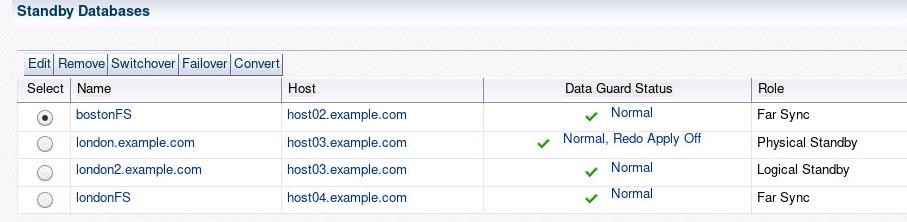 Standby Databases
Edit Remove Switchover Failover Convert
Select Name Host Data Guard Status Role
bostonFS host02.example.com Normal Far Sync
london.example.com host03.example.com Normal, Redo Apply Off Physical Standby
london2.example.com host03.example.com Normal Logical Standby
londonFS host04.example.com Normal Far Sync